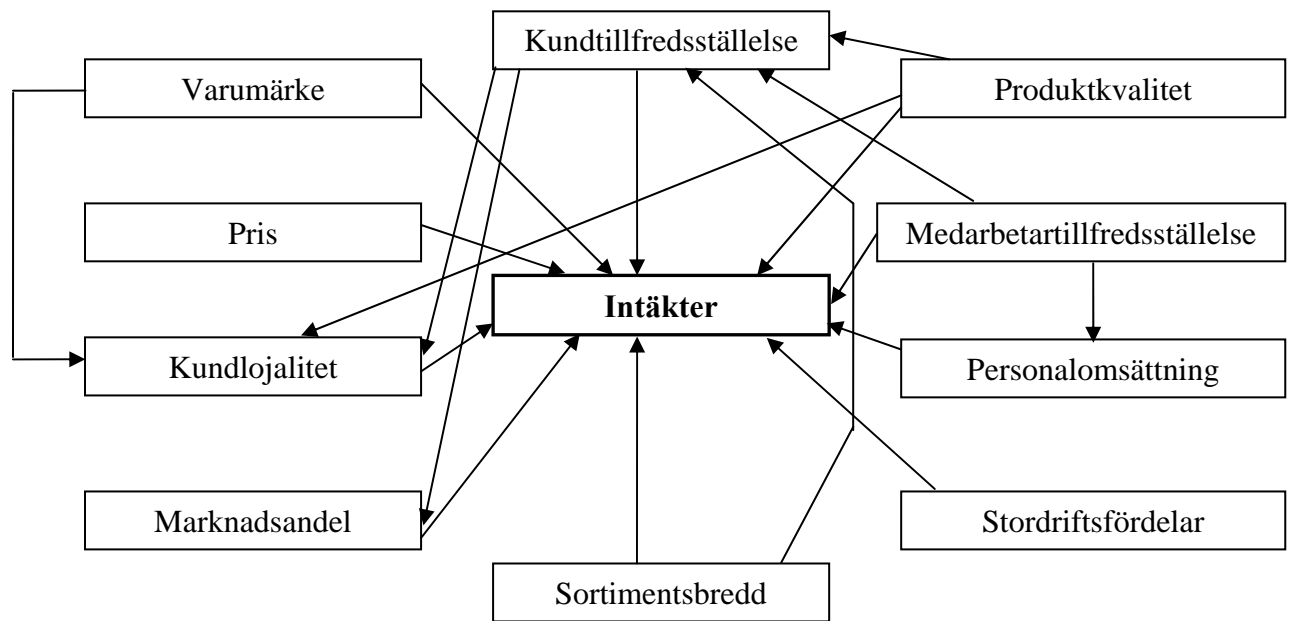 Kundtillfredsställelse
Varumärke
Produktkvalitet
Pris
Medarbetartillfredsställelse
Intäkter
Kundlojalitet
Personalomsättning
Marknadsandel
Stordriftsfördelar
Sortimentsbredd